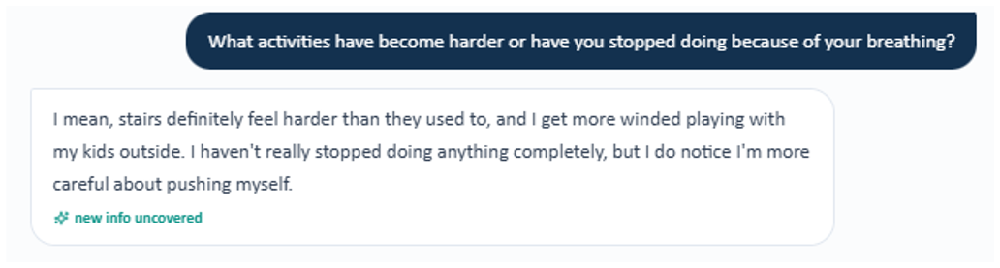 What activities have become harder or have you stopped doing because of your breathing?
I mean, stairs definitely feel harder than they used to, and I get more winded playing with
my kids outside. I haven't really stopped doing anything completely, but I do notice I'm more
careful about pushing myself.
new info uncovered